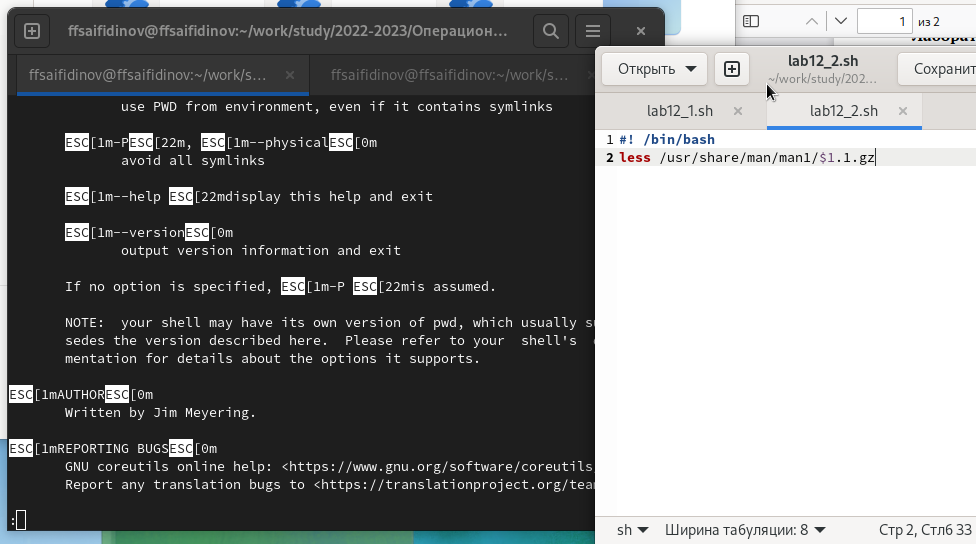 ffsaifidinov@ffsaifidinov:~/work/study/2022-2023/Операцион...
ffsaifidinov@ffsaifidinov:~/work/s...
ffsaifidinov@ffsaifidinov:~/work/s...
use PWD from environment, even if it contains symlinks
ESC[1m-PESC[22m, ESC[1m--physicalESC[0m
avoid all symlinks
ESC[1m--help ESC[22mdisplay this help and exit
ESC[1m--versionESC[0m
output version information and exit
If no option is specified, ESC[1m-P ESC[22mis assumed.
NOTE:  your shell may have its own version of pwd, which usually
sedes the version described here.  Please refer to your  shell's
mentation for details about the options it supports.
ESC[1mAUTHORESC[0m
Written by Jim Meyering.
ESC[1mREPORTING BUGSESC[0m
GNU coreutils online help: <https://www.gnu.org/software/coreutils
Report any translation bugs to <https://translationproject.org/tea
:
1 из 2
Открыть
lab12_2.sh
~/work/study/202...
Сохранит
lab12_1.sh
lab12_2.sh
1 #! /bin/bash
2 less /usr/share/man/man1/$1.1.gz
sh
Ширина табуляции: 8
Стр 2, Стлб 33